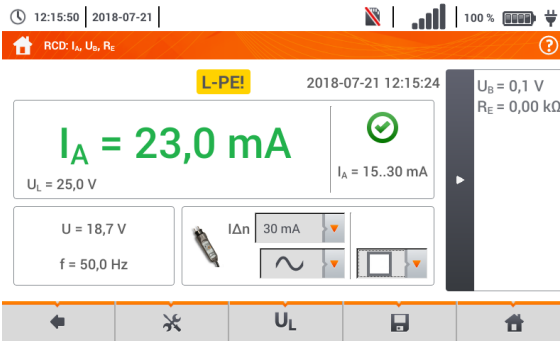 12:15:50 2018-07-21 100 %
RCD: IA, UB, RE ?
L-PE! 2018-07-21 12:15:24
IA = 23,0 mA
UL = 25,0 V
IA = 15..30 mA
UB = 0,1 V
RE = 0,00 kΩ
U = 18,7 V
f = 50,0 Hz
IΔn 30 mA
UL